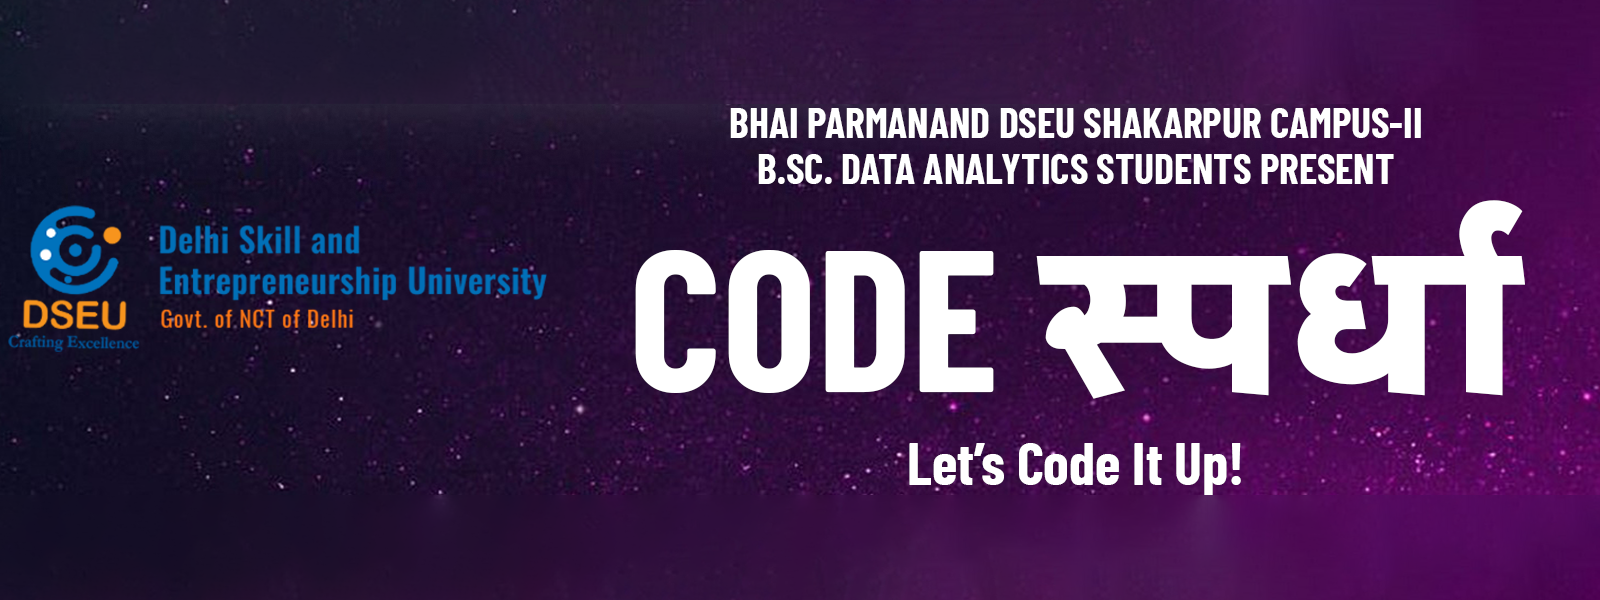 DSEU
Crafting Excellence
Delhi Skill and
Entrepreneurship University
Govt. of NCT of Delhi
BHAI PARMANAND DSEU SHAKARPUR CAMPUS-II
B.SC. DATA ANALYTICS STUDENTS PRESENT
CODE स्पर्धा
Let's Code It Up!